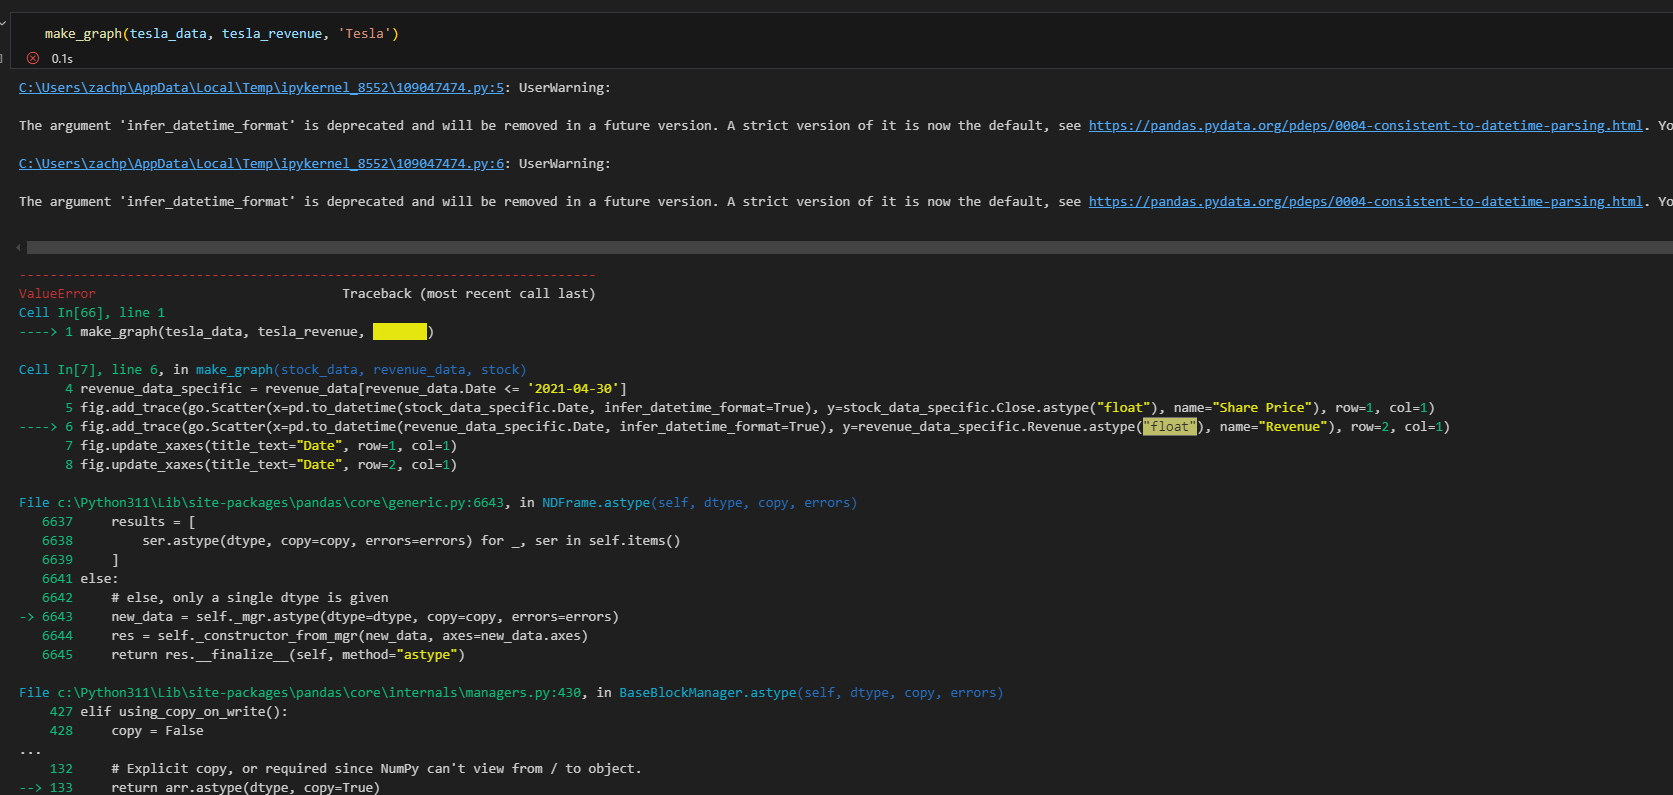 make_graph(tesla_data, tesla_revenue, 'Tesla')
0.1s
C:\Users\zachp\AppData\Local\Temp\ipykernel_8552\109047474.py:5: UserWarning:
The argument 'infer_datetime_format' is deprecated and will be removed in a future version. A strict version of it is now the default, see https://pandas.pydata.org/pdeps/0004-consistent-to-datetime-parsing.html. Yo
C:\Users\zachp\AppData\Local\Temp\ipykernel_8552\109047474.py:6: UserWarning:
The argument 'infer_datetime_format' is deprecated and will be removed in a future version. A strict version of it is now the default, see https://pandas.pydata.org/pdeps/0004-consistent-to-datetime-parsing.html. Yo
---------------------------------------------------------------------------
ValueError                                Traceback (most recent call last)
Cell In[66], line 1
----> 1 make_graph(tesla_data, tesla_revenue, )
Cell In[7], line 6, in make_graph(stock_data, revenue_data, stock)
4 revenue_data_specific = revenue_data[revenue_data.Date <= '2021-04-30']
5 fig.add_trace(go.Scatter(x=pd.to_datetime(stock_data_specific.Date, infer_datetime_format=True), y=stock_data_specific.Close.astype("float"), name="Share Price"), row=1, col=1)
----> 6 fig.add_trace(go.Scatter(x=pd.to_datetime(revenue_data_specific.Date, infer_datetime_format=True), y=revenue_data_specific.Revenue.astype("float"), name="Revenue"), row=2, col=1)
7 fig.update_xaxes(title_text="Date", row=1, col=1)
8 fig.update_xaxes(title_text="Date", row=2, col=1)
File c:\Python311\Lib\site-packages\pandas\core\generic.py:6643, in NDFrame.astype(self, dtype, copy, errors)
6637     results = [
6638         ser.astype(dtype, copy=copy, errors=errors) for _, ser in self.items()
6639     ]
6641 else:
6642     # else, only a single dtype is given
-> 6643     new_data = self._mgr.astype(dtype=dtype, copy=copy, errors=errors)
6644     res = self._constructor_from_mgr(new_data, axes=new_data.axes)
6645     return res.__finalize__(self, method="astype")
File c:\Python311\Lib\site-packages\pandas\core\internals\managers.py:430, in BaseBlockManager.astype(self, dtype, copy, errors)
427 elif using_copy_on_write():
428     copy = False
...
132     # Explicit copy, or required since NumPy can't view from / to object.
--> 133     return arr.astype(dtype, copy=True)